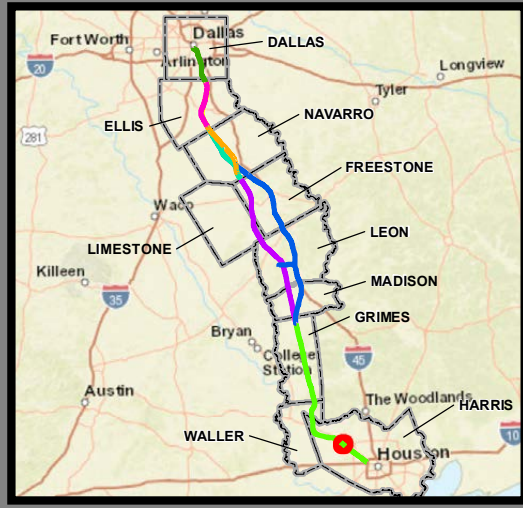 Fort Worth
Dallas
DALLAS
Arlington
20
Longview
Tyler
281
ELLIS
NAVARRO
FREESTONE
Waco
LEON
LIMESTONE
Killeen
35
MADISON
GRIMES
Bryan
College
Station
45
Austin
The Woodlands
HARRIS
WALLER
10
Houston